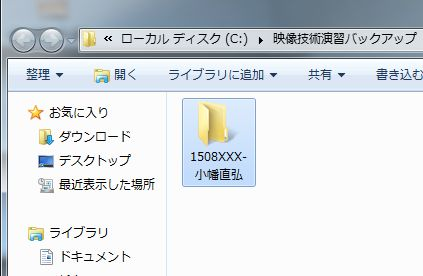 « ローカル ディスク (C:) ▸ 映像技術演習バックアップ
整理 ▼ 開く ライブラリに追加 ▼ 共有 ▼ 書き込む
お気に入り
ダウンロード
デスクトップ
最近表示した場所
ライブラリ
ドキュメント
1508XXX-
小幡直弘